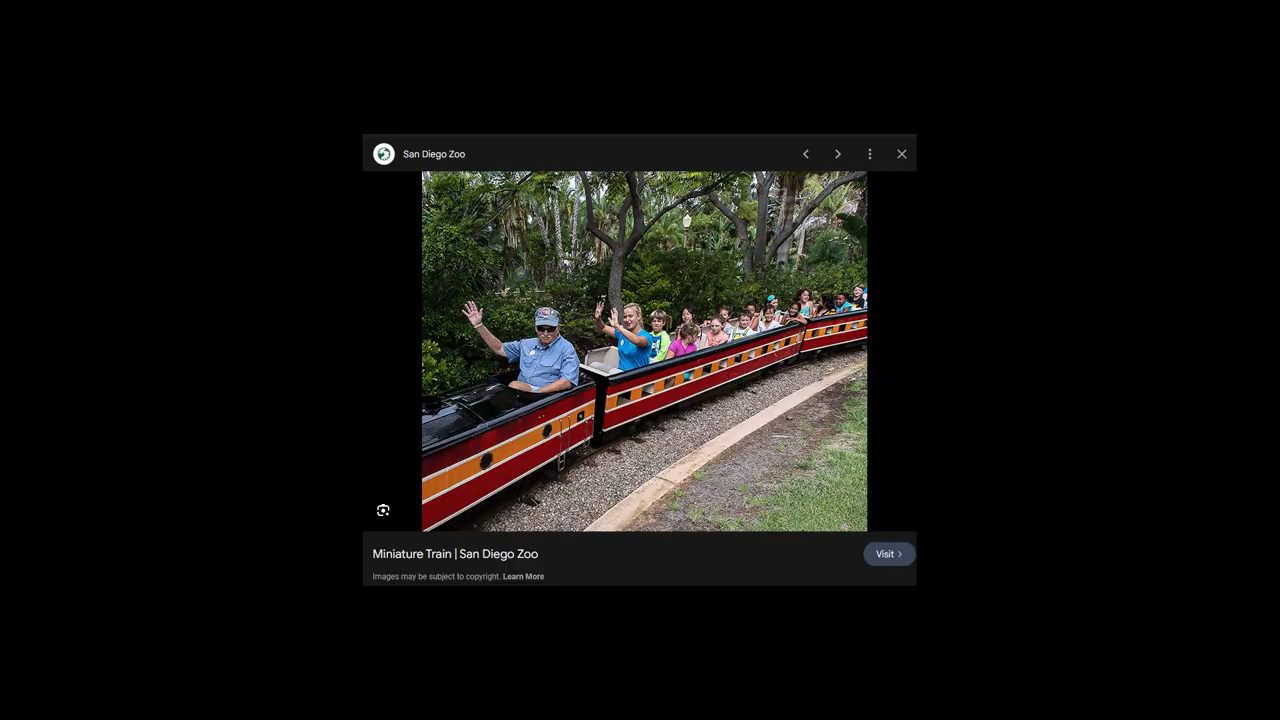 San Diego Zoo
Miniature Train | San Diego Zoo
Visit
Images may be subject to copyright. Learn More